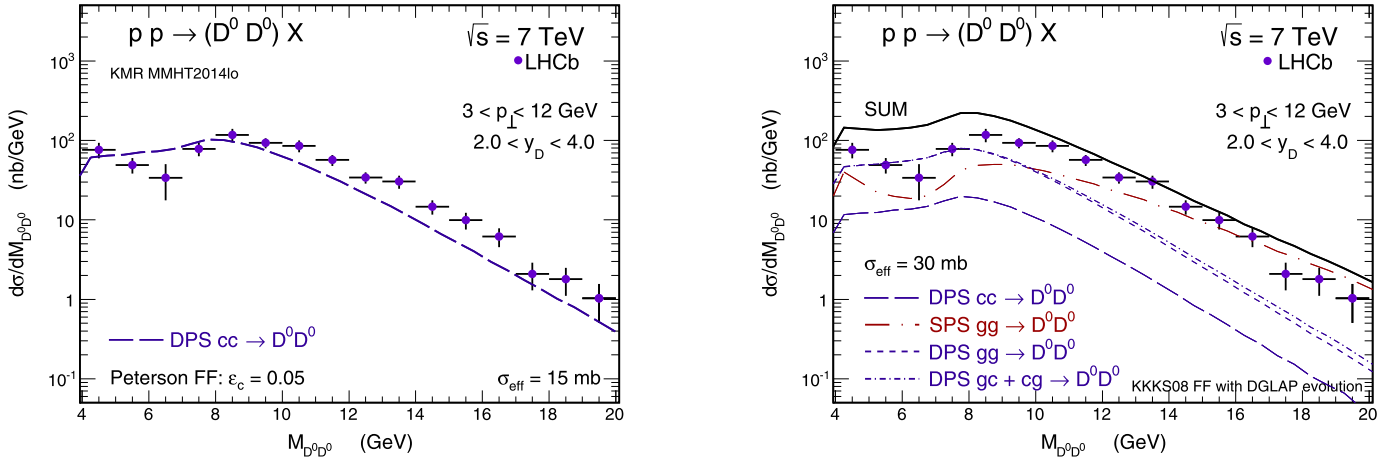 p p → (D⁰ D⁰) X
√s = 7 TeV
KMR MMHT2014lo
LHCb
3 < p⊥ < 12 GeV
2.0 < y_D < 4.0
dσ/dM_D⁰D⁰ (nb/GeV)
10³
10²
10
1
10⁻¹
DPS cc → D⁰D⁰
Peterson FF: ε_c = 0.05
σ_eff = 15 mb
4 6 8 10 12 14 16 18 20
M_D⁰D⁰ (GeV)
p p → (D⁰ D⁰) X
√s = 7 TeV
LHCb
SUM
3 < p⊥ < 12 GeV
2.0 < y_D < 4.0
dσ/dM_D⁰D⁰ (nb/GeV)
10³
10²
10
1
10⁻¹
σ_eff = 30 mb
DPS cc → D⁰D⁰
SPS gg → D⁰D⁰
DPS gg → D⁰D⁰
DPS gc + cg → D⁰D⁰
KKKS08 FF with DGLAP evolution
4 6 8 10 12 14 16 18 20
M_D⁰D⁰ (GeV)